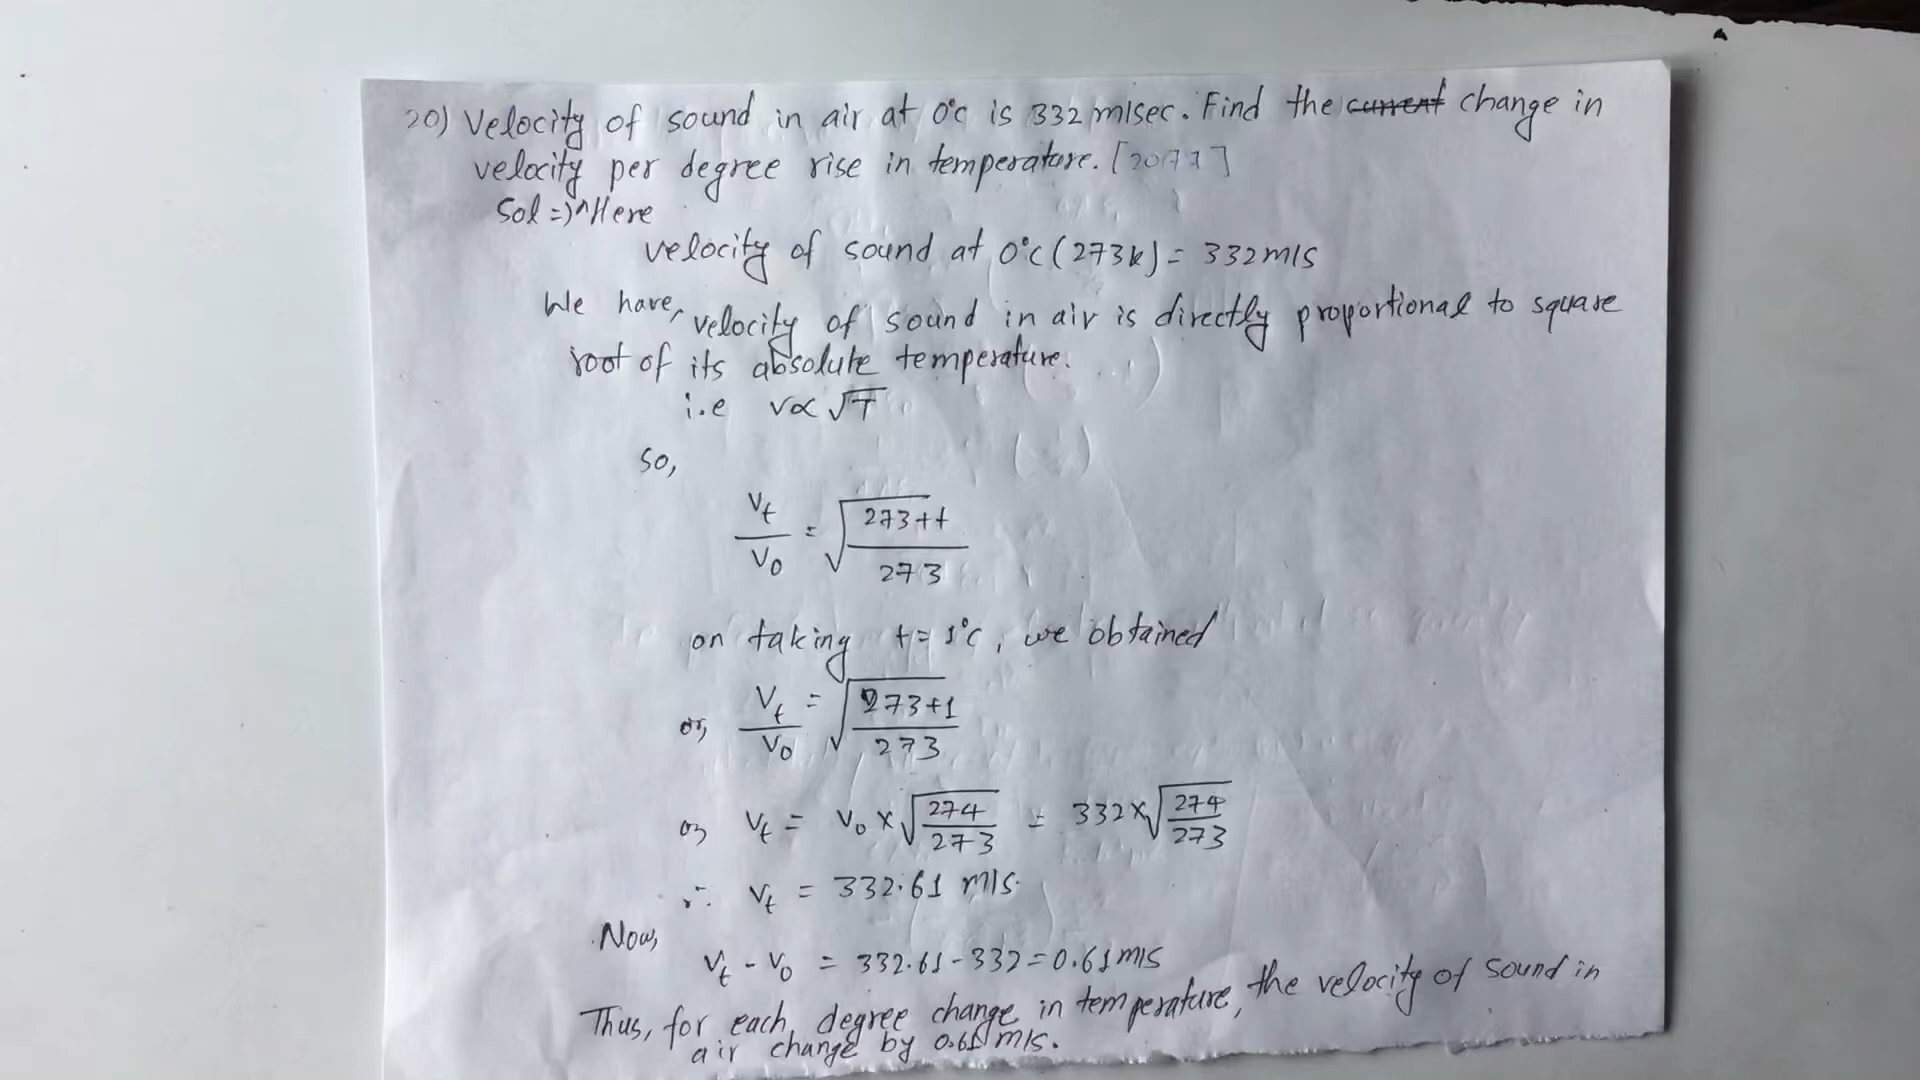 20) Velocity of sound in air at 0°c is 332 m/sec. Find the current change in
velocity per degree rise in temperature. [2077]
Sol => Here
velocity of sound at 0°c (273k) = 332 m/s
We have, velocity of sound in air is directly proportional to square
root of its absolute temperature.
i.e v∝ √T
so,
Vt/V0 = √(273+t/273)
on taking t = 1°c, we obtained
or, Vt/V0 = √(273+1/273)
or, Vt = V0 × √(274/273) = 332 × √(274/273)
∴ Vt = 332.61 m/s.
Now,
Vt - V0 = 332.61 - 332 = 0.61 m/s
Thus, for each degree change in temperature, the velocity of sound in
air change by 0.61 m/s.